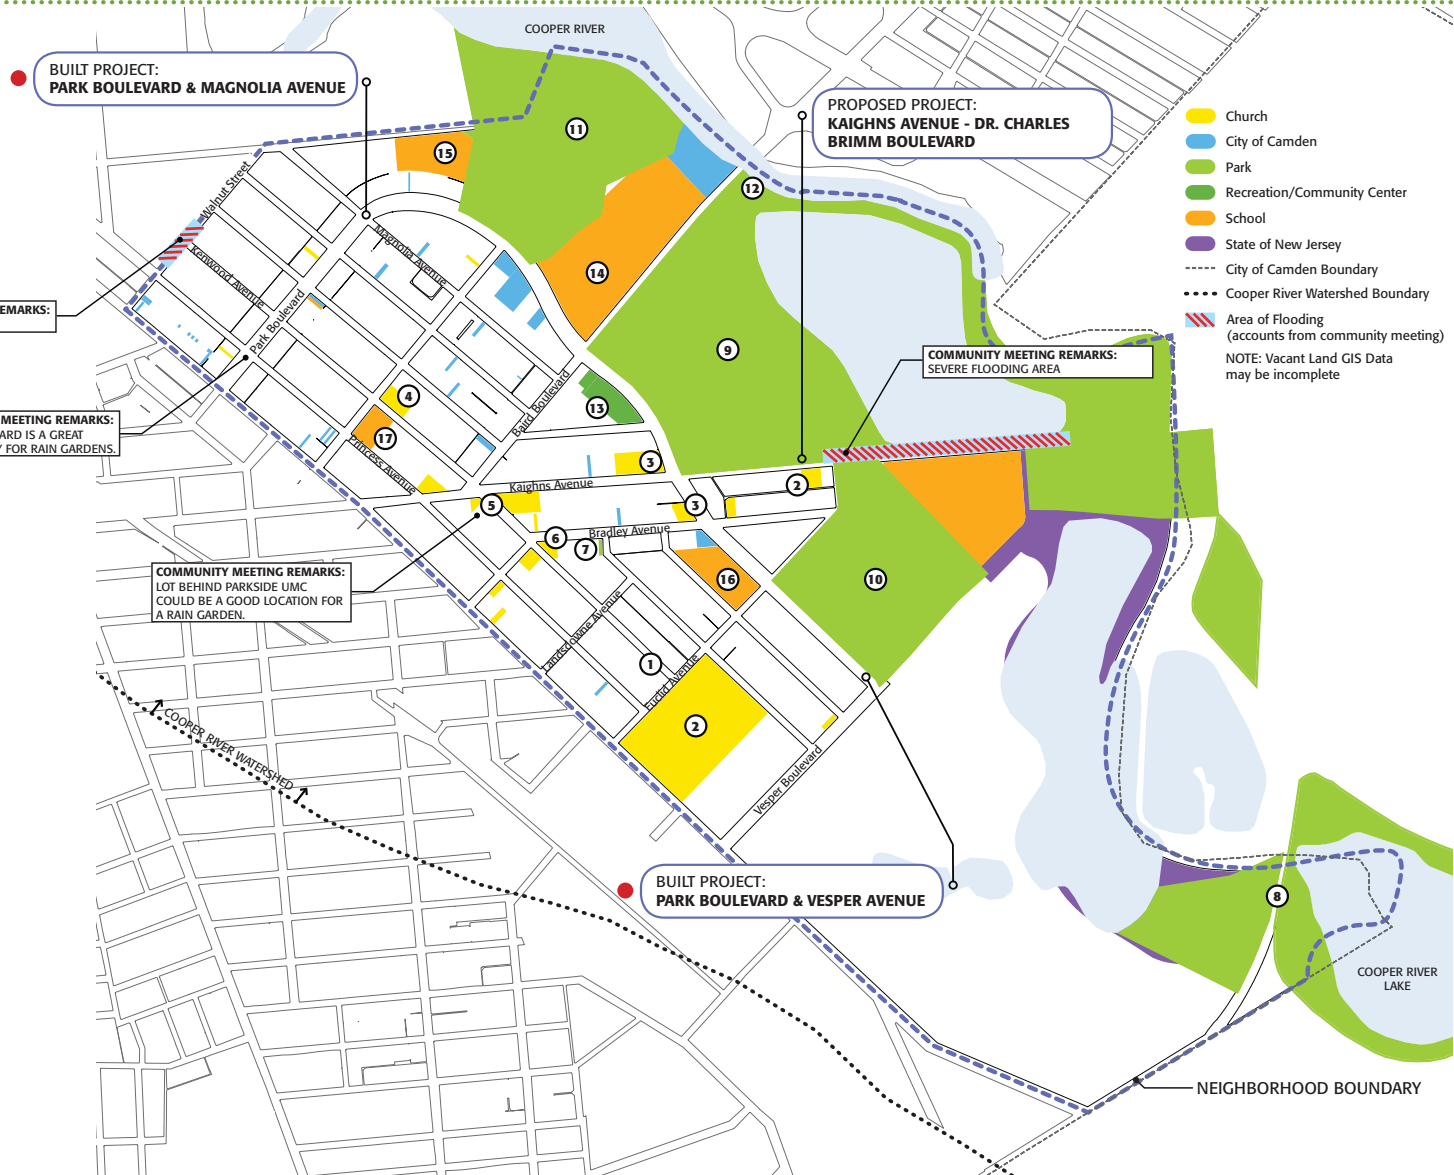 COOPER RIVER
BUILT PROJECT:
PARK BOULEVARD & MAGNOLIA AVENUE
PROPOSED PROJECT:
KAIGHNS AVENUE - DR. CHARLES
BRIMM BOULEVARD
Church
City of Camden
Park
Recreation/Community Center
School
State of New Jersey
City of Camden Boundary
Cooper River Watershed Boundary
Area of Flooding
(accounts from community meeting)
NOTE: Vacant Land GIS Data
may be incomplete
11
15
12
14
Walnut Street
Magnolia Avenue
Kenwood Avenue
Park Boulevard
EMARKS:
9
COMMUNITY MEETING REMARKS:
SEVERE FLOODING AREA
4
13
Baird Boulevard
MEETING REMARKS:
ARD IS A GREAT
Y FOR RAIN GARDENS.
17
Princess Avenue
3
2
Kaighns Avenue
5
3
Bradley Avenue
6
7
16
10
COMMUNITY MEETING REMARKS:
LOT BEHIND PARKSIDE UMC
COULD BE A GOOD LOCATION FOR
A RAIN GARDEN.
Landsdowne Avenue
1
Euclid Avenue
2
Vesper Boulevard
COOPER RIVER WATERSHED
BUILT PROJECT:
PARK BOULEVARD & VESPER AVENUE
8
COOPER RIVER
LAKE
NEIGHBORHOOD BOUNDARY